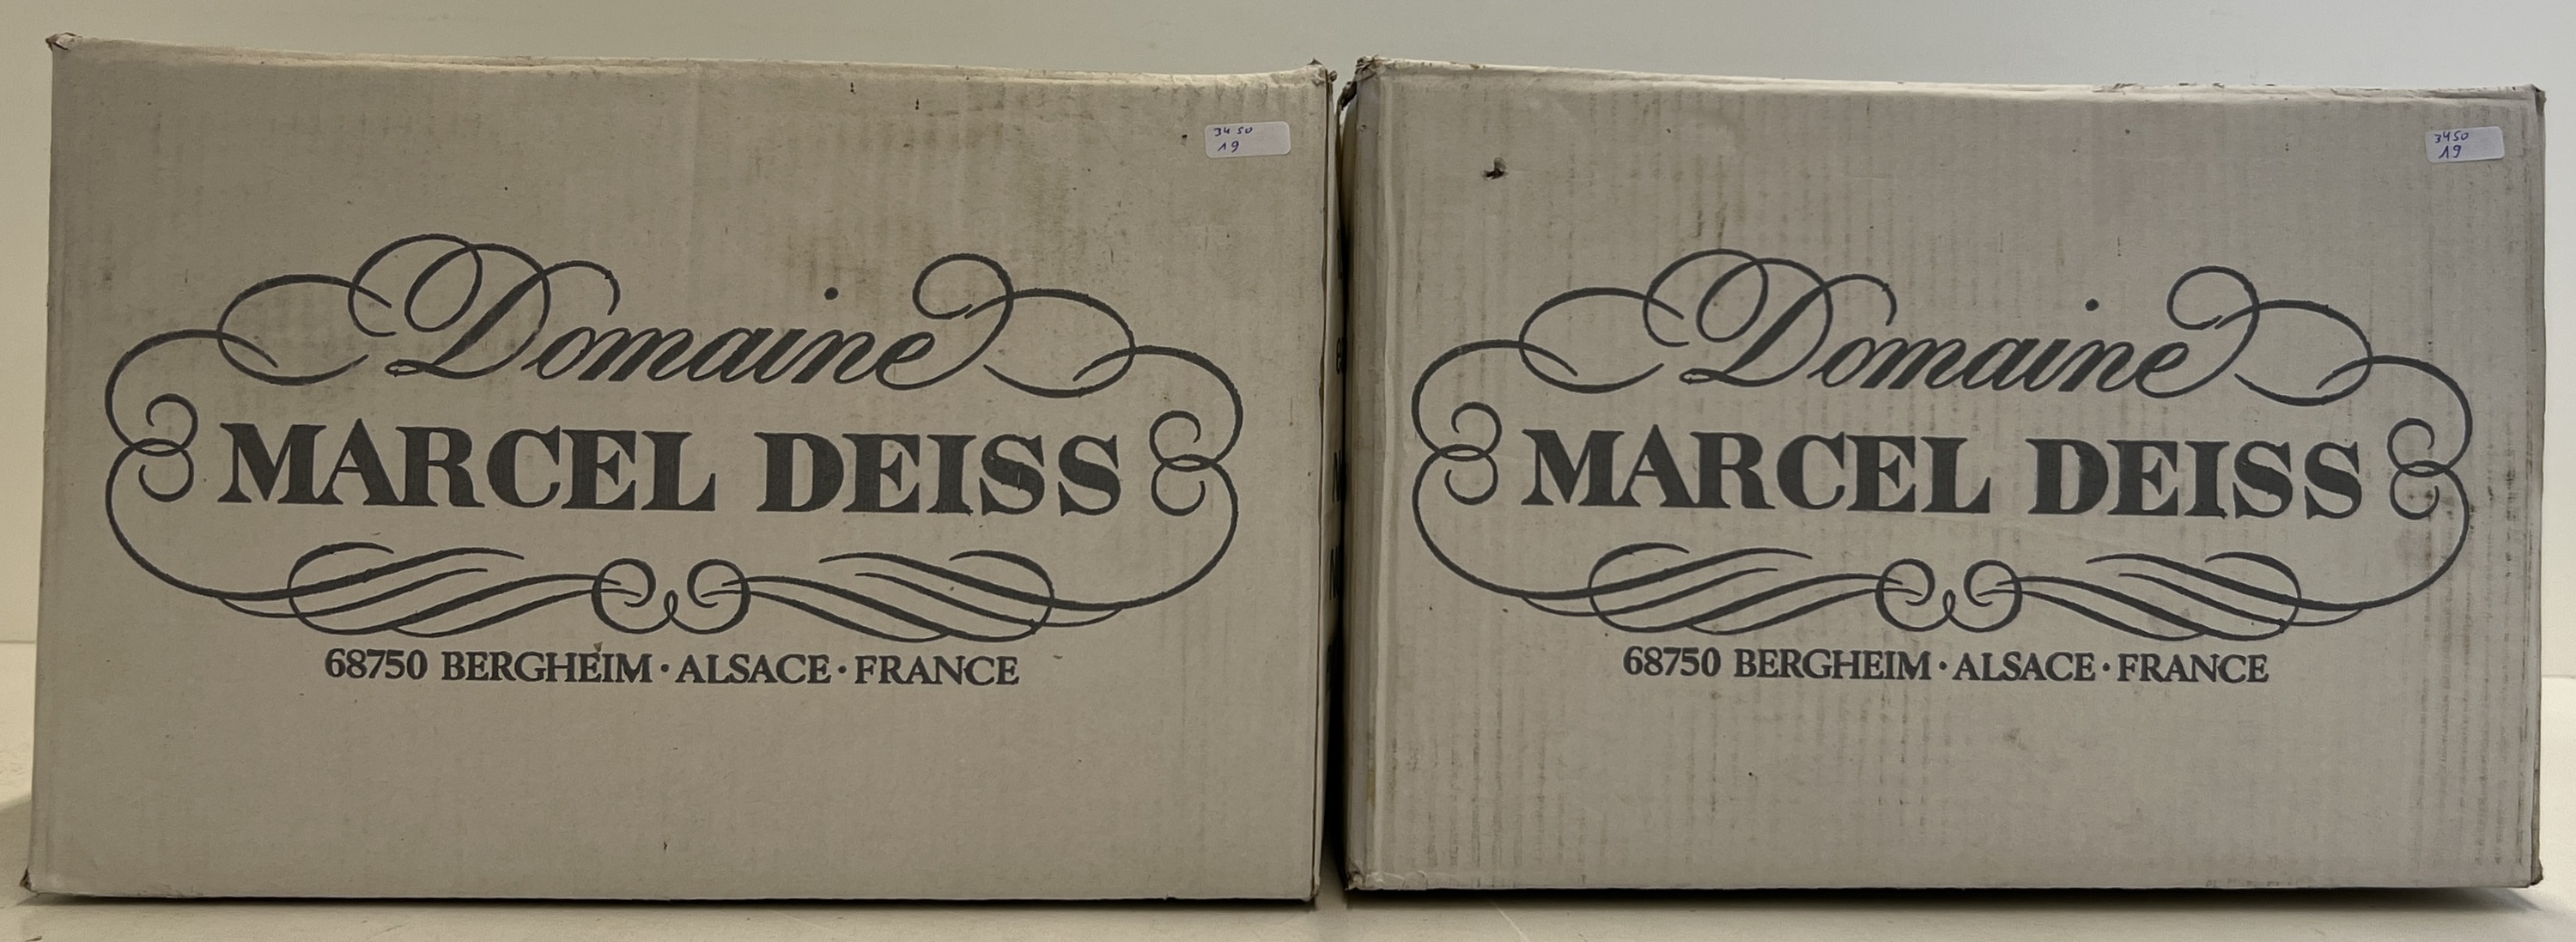 3450
19
Domaine
MARCEL DEISS
68750 BERGHEIM · ALSACE · FRANCE
3450
19
Domaine
MARCEL DEISS
68750 BERGHEIM · ALSACE · FRANCE